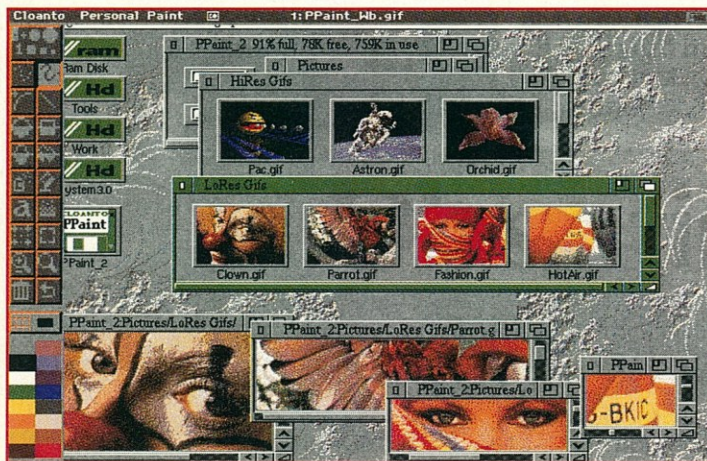 Cloanto Personal Paint
1:PPaint_Wb.gif
PPaint_2 91% full, 78K free, 759K in use
ram
Ram Disk
Pictures
HiRes Gifs
Hd
Tools
Pac.gif
Astron.gif
Orchid.gif
Hd
Work
Hd
System3.0
LoRes Gifs
CLOANTO
PPaint
PPaint_2
Clown.gif
Parrot.gif
Fashion.gif
HotAir.gif
PPaint_2:Pictures/LoRes Gifs/
PPaint_2:Pictures/LoRes Gifs/Parrot.g
PPaint_2:Pictures/Lo
PPain
G-BKIC